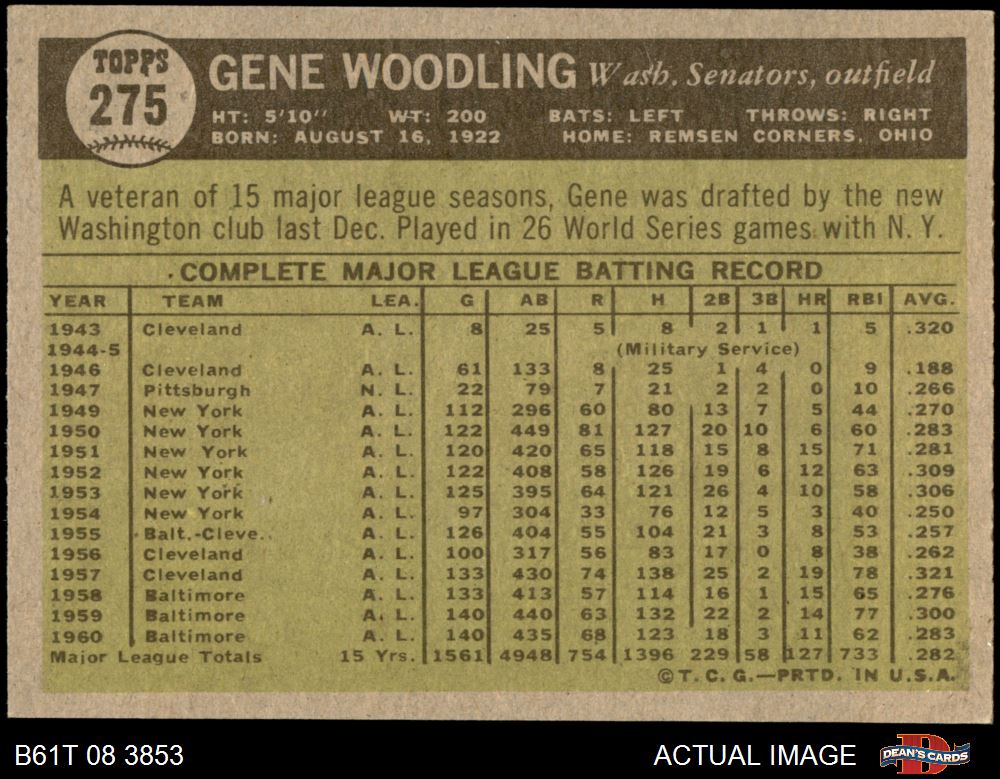 TOPPS
275
GENE WOODLING Wash. Senators, outfield
HT: 5'10" WT: 200 BATS: LEFT THROWS: RIGHT
BORN: AUGUST 16, 1922 HOME: REMSEN CORNERS, OHIO
A veteran of 15 major league seasons, Gene was drafted by the new
Washington club last Dec. Played in 26 World Series games with N. Y.
COMPLETE MAJOR LEAGUE BATTING RECORD
YEAR TEAM LEA. G AB R H 2B 3B HR RBI AVG.
1943 Cleveland A. L. 8 25 5 8 2 1 1 5 .320
1944-5 (Military Service)
1946 Cleveland A. L. 61 133 8 25 1 4 0 9 .188
1947 Pittsburgh N. L. 22 79 7 21 2 2 0 10 .266
1949 New York A. L. 112 296 60 80 13 7 5 44 .270
1950 New York A. L. 122 449 81 127 20 10 6 60 .283
1951 New York A. L. 120 420 65 118 15 8 15 71 .281
1952 New York A. L. 122 408 58 126 19 6 12 63 .309
1953 New York A. L. 125 395 64 121 26 4 10 58 .306
1954 New York A. L. 97 304 33 76 12 5 3 40 .250
1955 Balt.-Cleve. A. L. 126 404 55 104 21 3 8 53 .257
1956 Cleveland A. L. 100 317 56 83 17 0 8 38 .262
1957 Cleveland A. L. 133 430 74 138 25 2 19 78 .321
1958 Baltimore A. L. 133 413 57 114 16 1 15 65 .276
1959 Baltimore A. L. 140 440 63 132 22 2 14 77 .300
1960 Baltimore A. L. 140 435 68 123 18 3 11 62 .283
Major League Totals 15 Yrs. 1561 4948 754 1396 229 58 127 733 .282
©T. C. G.—PRTD. IN U.S.A.
B61T 08 3853 ACTUAL IMAGE DEAN'S CARDS